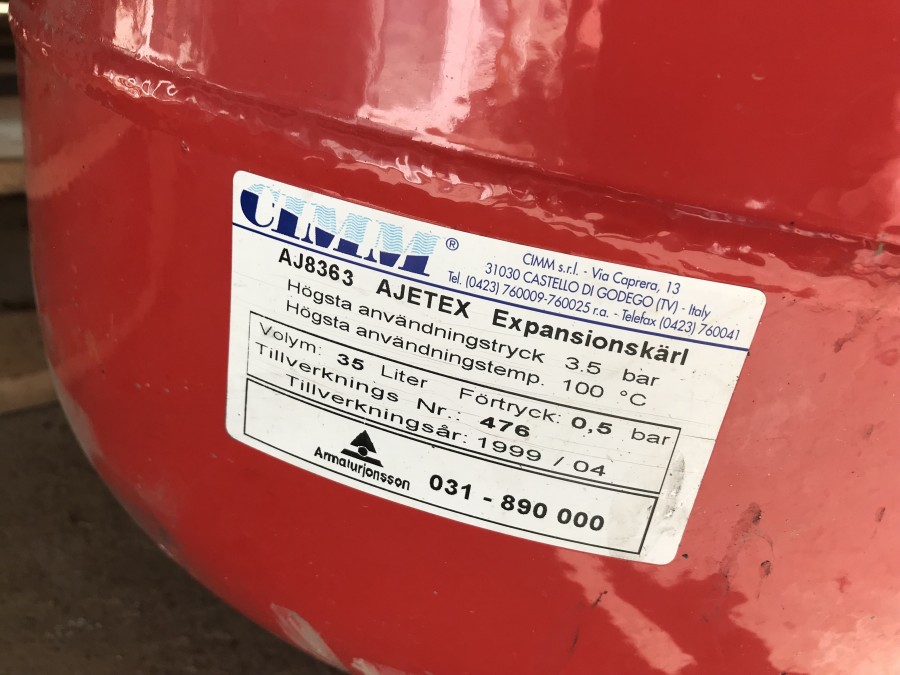 CIMM®
CIMM s.r.l. - Via Caprera, 13
31030 CASTELLO DI GODEGO (TV) - Italy
Tel. (0423) 760009-760025 r.a. - Telefax (0423) 760041
AJ8363 AJETEX Expansionskärl
Högsta användningstryck 3.5 bar
Högsta användningstemp. 100 °C
Volym: 35 Liter Förtryck: 0,5 bar
Tillverknings Nr.: 476
Tillverkningsår: 1999 / 04
Armaturjonsson 031 - 890 000